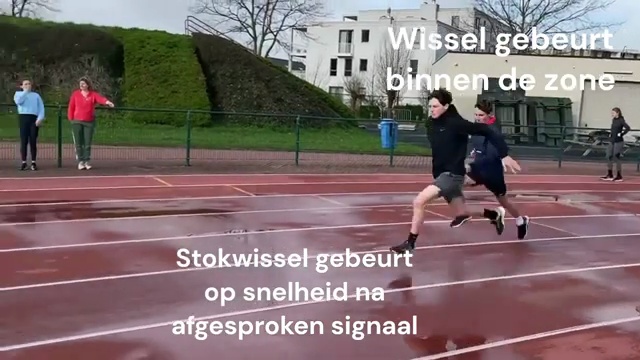 Wissel gebeurt
binnen de zone
Stokwissel gebeurt
op snelheid na
afgesproken signaal